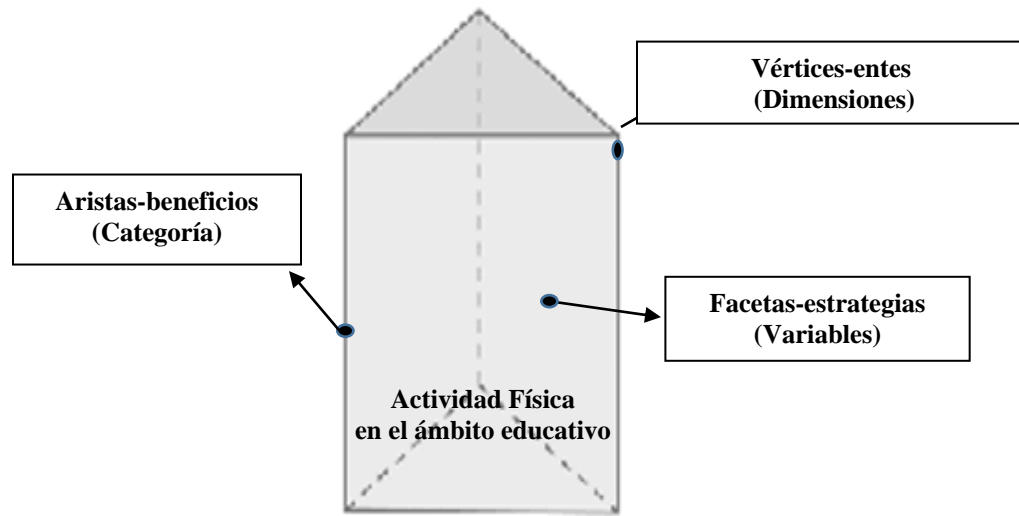 Vértices-entes
(Dimensiones)
Aristas-beneficios
(Categoría)
Facetas-estrategias
(Variables)
Actividad Física
en el ámbito educativo